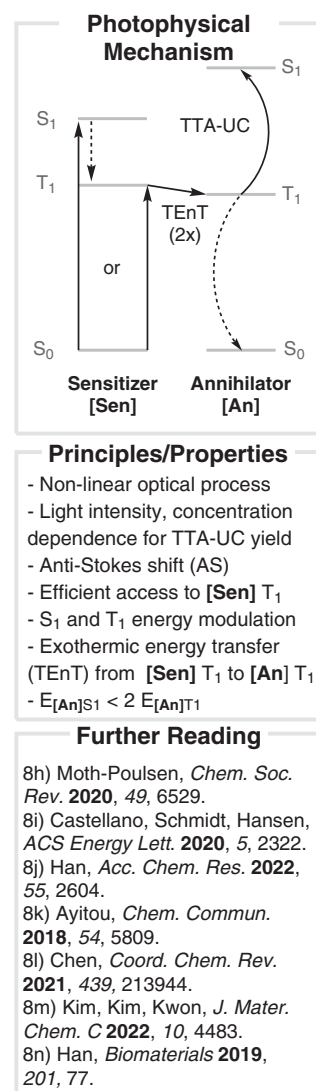 Photophysical
Mechanism
S1
S1
TTA-UC
T1
T1
TEnT
(2x)
or
S0
S0
Sensitizer Annihilator
[Sen] [An]
Principles/Properties
- Non-linear optical process
- Light intensity, concentration
dependence for TTA-UC yield
- Anti-Stokes shift (AS)
- Efficient access to [Sen] T1
- S1 and T1 energy modulation
- Exothermic energy transfer
(TEnT) from [Sen] T1 to [An] T1
- E[An]S1 < 2 E[An]T1
Further Reading
8h) Moth-Poulsen, Chem. Soc.
Rev. 2020, 49, 6529.
8i) Castellano, Schmidt, Hansen,
ACS Energy Lett. 2020, 5, 2322.
8j) Han, Acc. Chem. Res. 2022,
55, 2604.
8k) Ayitou, Chem. Commun.
2018, 54, 5809.
8l) Chen, Coord. Chem. Rev.
2021, 439, 213944.
8m) Kim, Kim, Kwon, J. Mater.
Chem. C 2022, 10, 4483.
8n) Han, Biomaterials 2019,
201, 77.